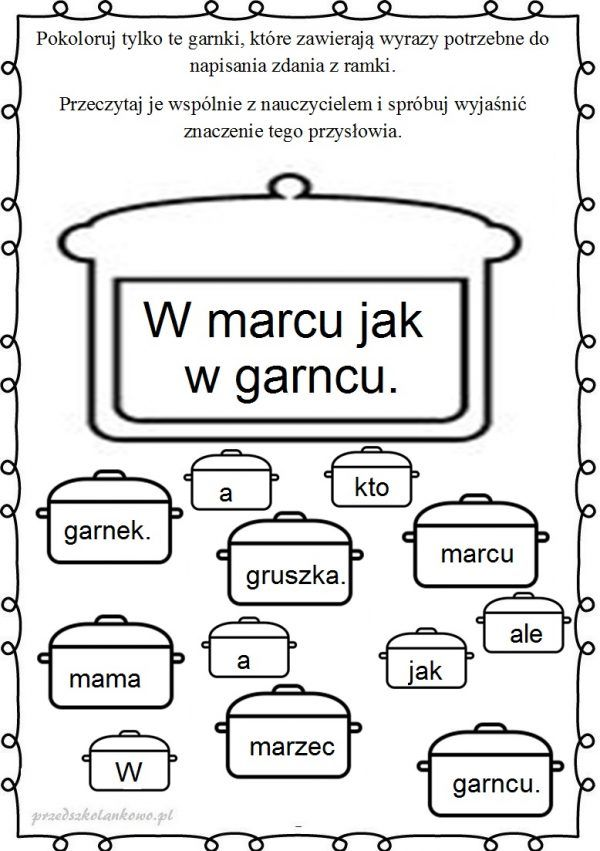 Pokoloruj tylko te garnki, które zawierają wyrazy potrzebne do
napisania zdania z ramki.
Przeczytaj je wspólnie z nauczycielem i spróbuj wyjaśnić
znaczenie tego przysłowia.
W marcu jak
w garncu.
a
kto
garnek.
gruszka.
marcu
mama
a
jak
ale
W
marzec
garncu.
przedszkolankowo.pl